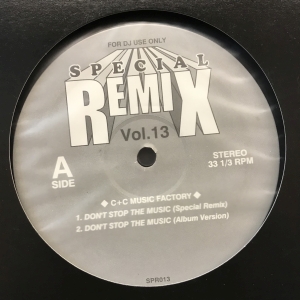 FOR DJ USE ONLY
SPECIAL
REMIX
Vol.13
A
SIDE
STEREO
33 1/3 RPM
◆ C+C MUSIC FACTORY ◆
1. DON'T STOP THE MUSIC (Special Remix)
2. DON'T STOP THE MUSIC (Album Version)
SPR013